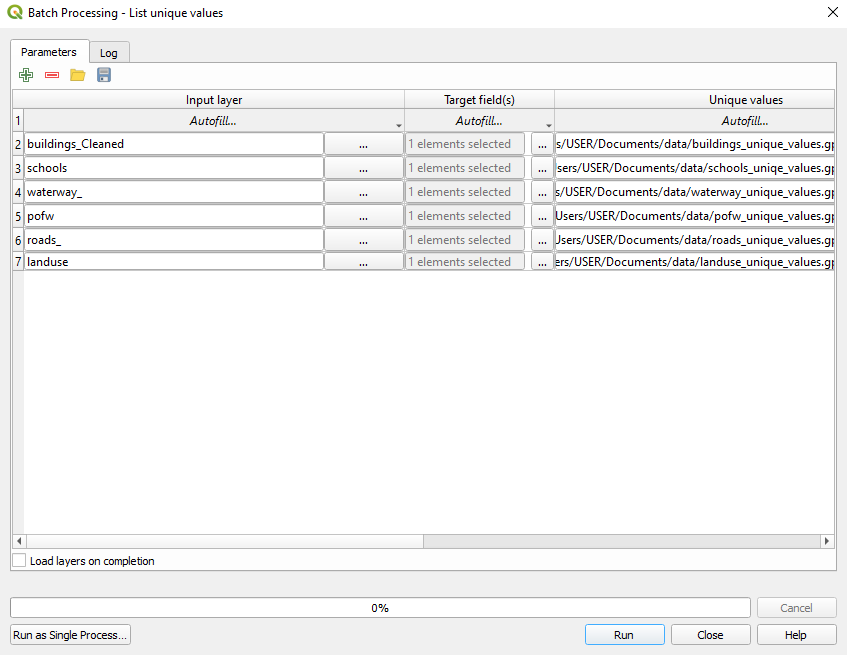 Batch Processing - List unique values
Parameters Log
Input layer Target field(s) Unique values
1 Autofill... Autofill... Autofill...
2 buildings_Cleaned ... 1 elements selected ... s/USER/Documents/data/buildings_unique_values.gp
3 schools ... 1 elements selected ... sers/USER/Documents/data/schools_uniqe_values.gp
4 waterway_ ... 1 elements selected ... s/USER/Documents/data/waterway_unique_values.gp
5 pofw ... 1 elements selected ... Users/USER/Documents/data/pofw_unique_values.gp
6 roads_ ... 1 elements selected ... Jsers/USER/Documents/data/roads_unique_values.gp
7 landuse ... 1 elements selected ... ers/USER/Documents/data/landuse_unique_values.gp
Load layers on completion
0% Cancel
Run as Single Process... Run Close Help